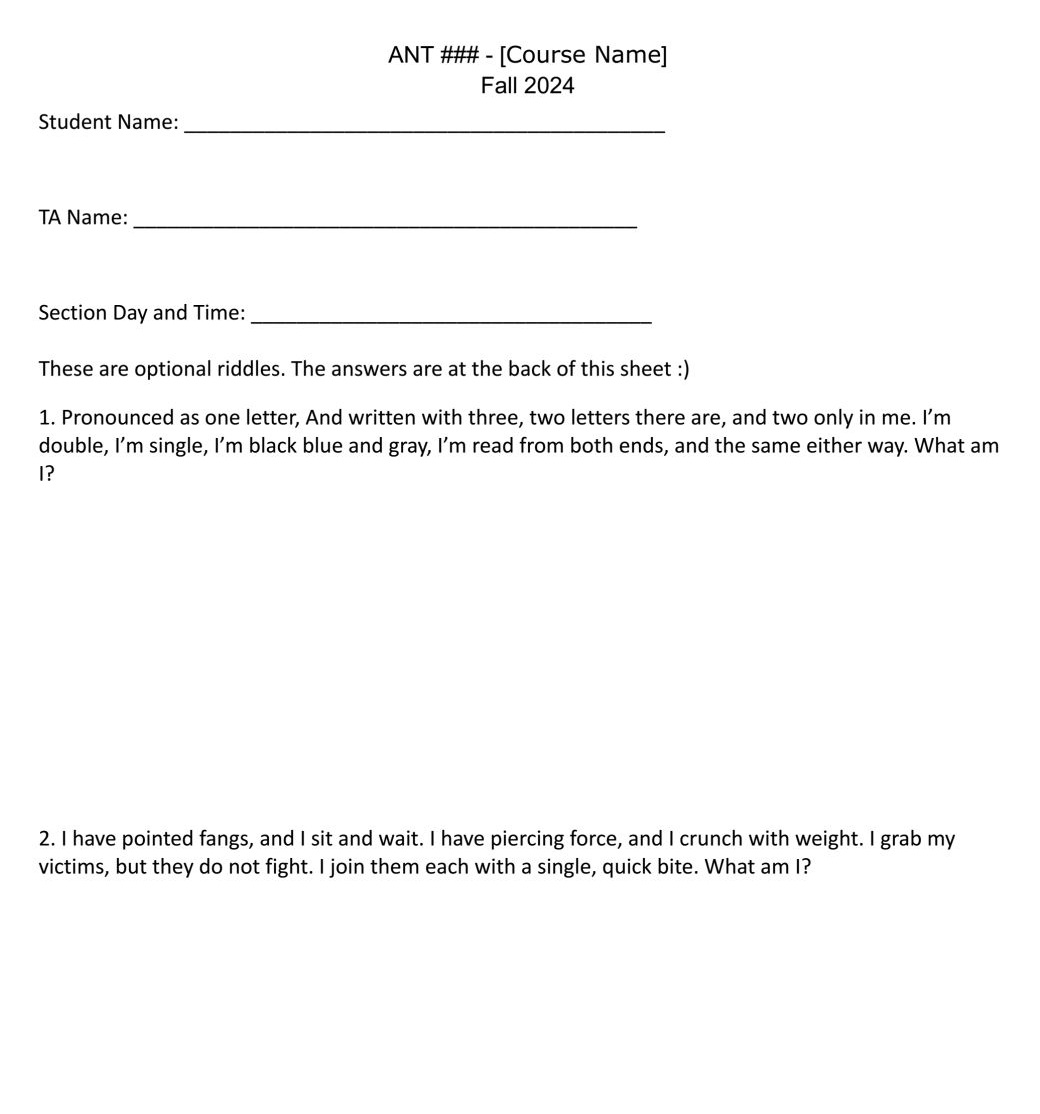 ANT ### - [Course Name]
Fall 2024
Student Name: ___________________________________________
TA Name: _____________________________________________
Section Day and Time: ____________________________________
These are optional riddles. The answers are at the back of this sheet :)
1. Pronounced as one letter, And written with three, two letters there are, and two only in me. I’m
double, I’m single, I’m black blue and gray, I’m read from both ends, and the same either way. What am
I?
2. I have pointed fangs, and I sit and wait. I have piercing force, and I crunch with weight. I grab my
victims, but they do not fight. I join them each with a single, quick bite. What am I?